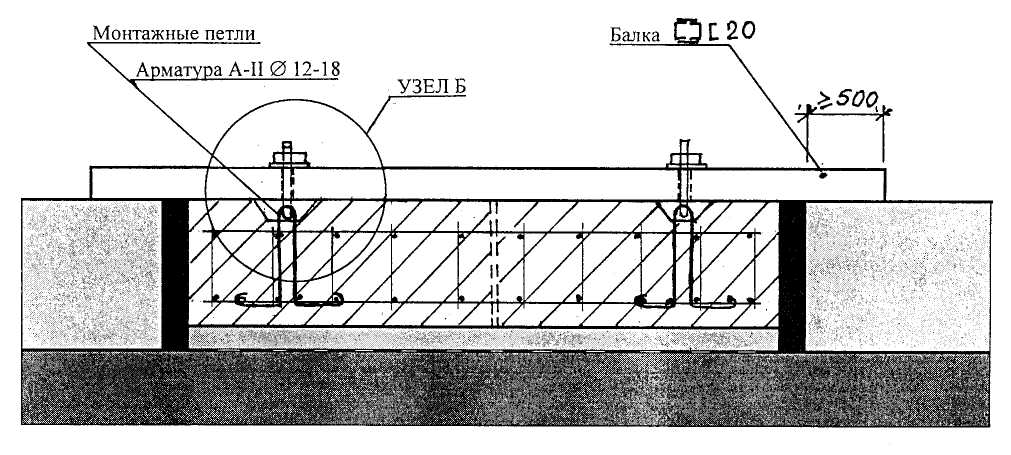 Монтажные петли
Арматура А-II Ø 12-18
УЗЕЛ Б
Балка [ 20
≥500